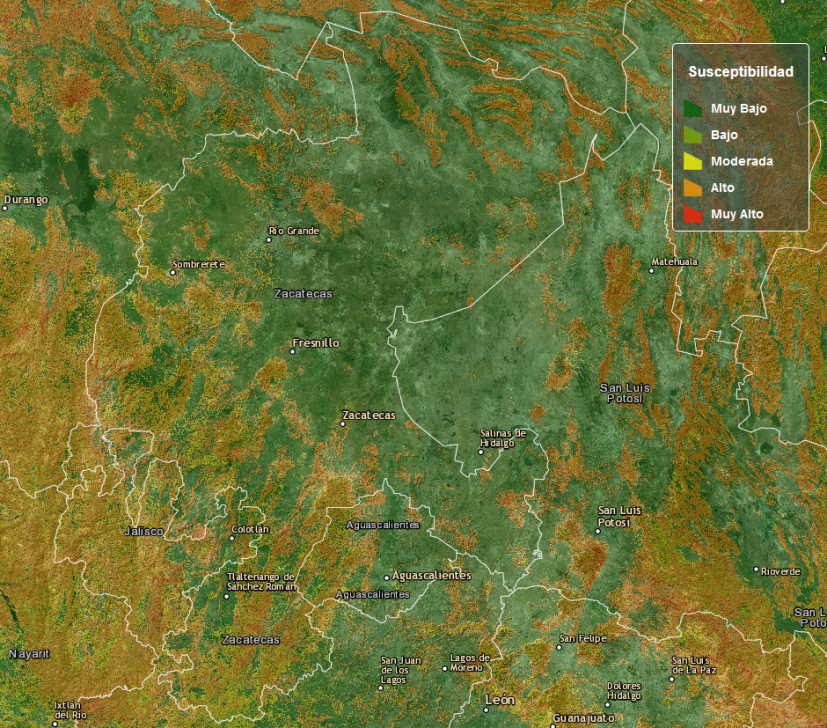 Susceptibilidad
Muy Bajo
Bajo
Moderada
Alto
Muy Alto
Durango
Río Grande
Sombrerete
Zacatecas
Matehuala
Fresnillo
San Luis
Potosí
Zacatecas
Salinas de
Hidalgo
San Luis
Potosí
Aguascalientes
Jalisco
Colotlán
Aguascalientes
Rioverde
Tlaltenango de
Sánchez Román
Aguascalientes
San L
Poto
Zacatecas
San Felipe
Nayarit
San Juan
de los
Lagos
Lagos de
Moreno
San Luis
de La Paz
Dolores
Hidalgo
León
Ixtlán
del Río
Guanajuato